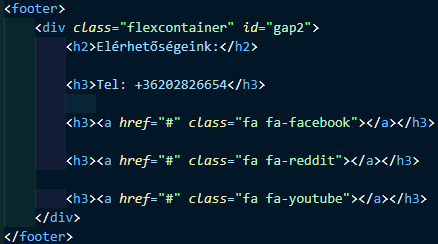 <footer>
<div class="flexcontainer" id="gap2">
<h2>Elérhetőségeink:</h2>
<h3>Tel: +36202826654</h3>
<h3><a href="#" class="fa fa-facebook"></a></h3>
<h3><a href="#" class="fa fa-reddit"></a></h3>
<h3><a href="#" class="fa fa-youtube"></a></h3>
</div>
</footer>